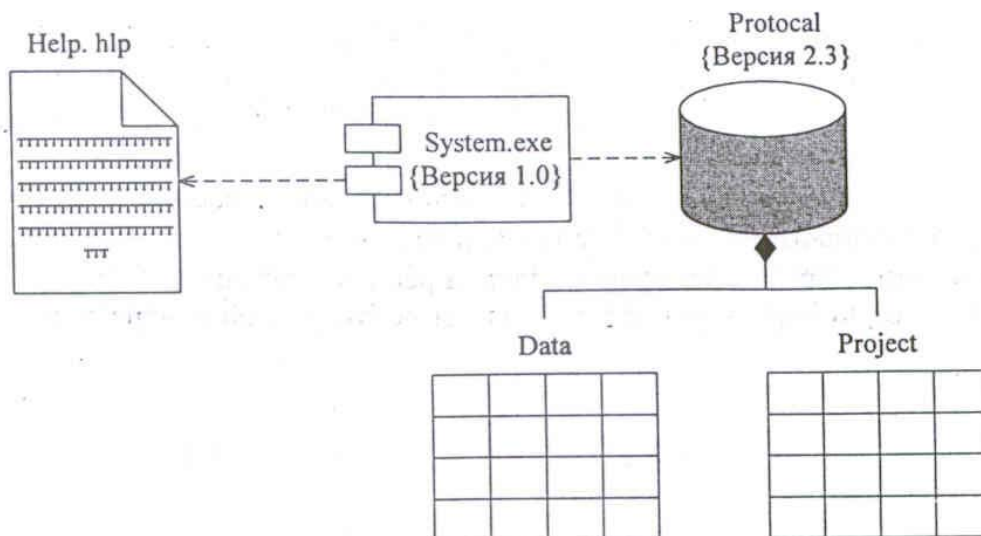 Help. hlp
System.exe
{Версия 1.0}
Protocal
{Версия 2.3}
Data
Project